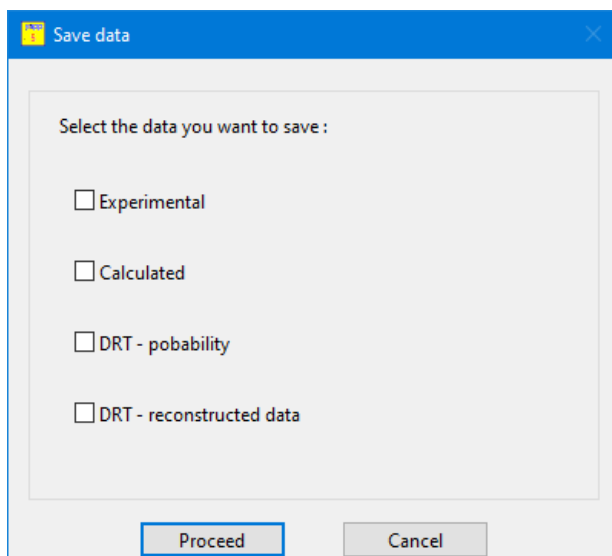 Save data
Select the data you want to save :
Experimental
Calculated
DRT - pobability
DRT - reconstructed data
Proceed Cancel